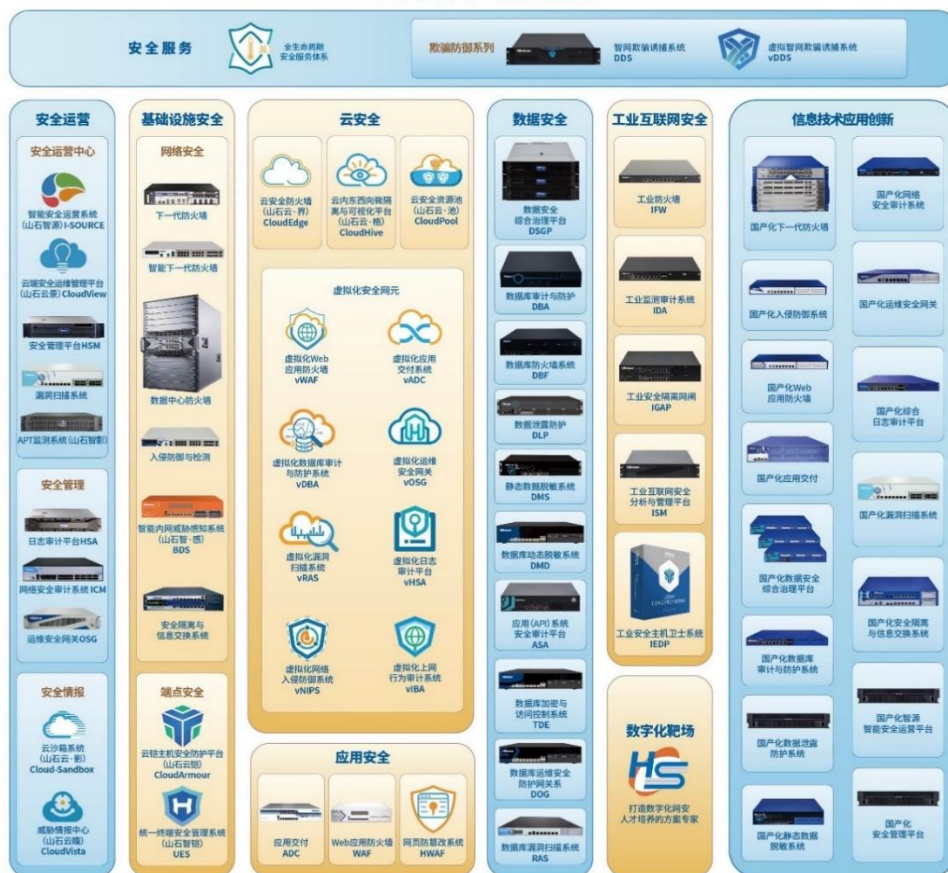 安全服务
全生命周期
安全服务体系
欺骗防御系列
智网欺骗诱捕系统
DDS
虚拟智网欺骗诱捕系统
vDDS
安全运营
安全运营中心
智能安全运营系统
(山石智源) I-SOURCE
云端安全运维管理平台
(山石云景) CloudView
安全管理平台HSM
漏洞扫描系统
APT监测系统(山石智影)
安全管理
日志审计平台HSA
网络安全审计系统 ICM
运维安全网关OSG
安全情报
云沙箱系统
(山石云·影)
Cloud-Sandbox
威胁情报中心
(山石云瞻)
CloudVista
基础设施安全
网络安全
下一代防火墙
智能下一代防火墙
数据中心防火墙
入侵防御与检测
智能内网威胁感知系统
(山石智·感)
BDS
安全隔离与
信息交换系统
端点安全
云铠主机安全防护平台
(山石云铠)
CloudArmour
统一终端安全管理系统
(山石智铠)
UES
云安全
云安全防火墙
(山石云·界)
CloudEdge
云内东西向微隔
离与可视化平台
(山石云·格)
CloudHive
云安全资源池
(山石云·池)
CloudPool
虚拟化安全网元
虚拟化Web
应用防火墙
vWAF
虚拟化应用
交付系统
vADC
虚拟化数据库审计
与防护系统
vDBA
虚拟化运维
安全网关
vOSG
虚拟化漏洞
扫描系统
vRAS
虚拟化日志
审计平台
vHSA
虚拟化网络
入侵防御系统
vNIPS
虚拟化上网
行为审计系统
vIBA
应用安全
应用交付
ADC
Web应用防火墙
WAF
网页防篡改系统
HWAF
数据安全
数据安全
综合治理平台
DSGP
数据库审计与防护
DBA
数据库防火墙系统
DBF
数据泄露防护
DLP
静态数据脱敏系统
DMS
数据库动态脱敏系统
DMD
应用(API)系统
安全审计平台
ASA
数据库加密与
访问控制系统
TDE
数据库运维安全
防护网关系
DOG
数据库漏洞扫描系统
RAS
工业互联网安全
工业防火墙
IFW
工业监测审计系统
IDA
工业安全隔离网闸
IGAP
工业互联网安全
分析与管理平台
ISM
工业安全主机卫士系统
IEDP
数字化靶场
HS
打造数字化网安
人才培养的方案专家
信息技术应用创新
国产化下一代防火墙
国产化入侵防御系统
国产化Web
应用防火墙
国产化应用交付
国产化数据安全
综合治理平台
国产化数据库
审计与防护系统
国产化数据泄露
防护系统
国产化静态数据
脱敏系统
国产化网络
安全审计系统
国产化运维安全网关
国产化综合
日志审计平台
国产化漏洞扫描系统
国产化安全隔离
与信息交换系统
国产化智源
智能安全运营平台
国产化
安全管理平台